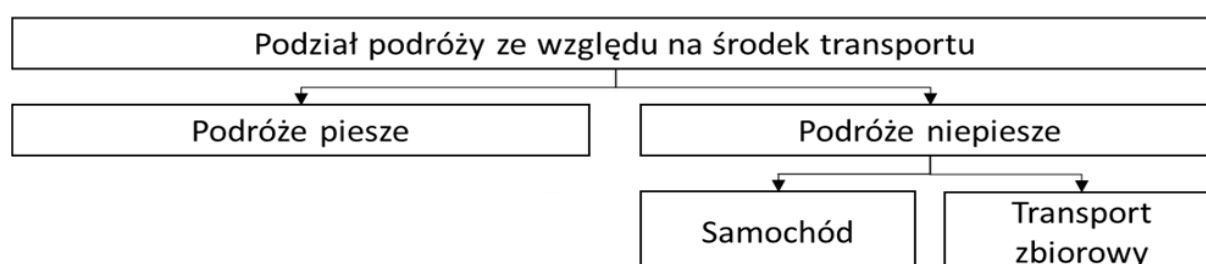 Podział podróży ze względu na środek transportu
Podróże piesze
Podróże niepiesze
Samochód
Transport
zbiorowy